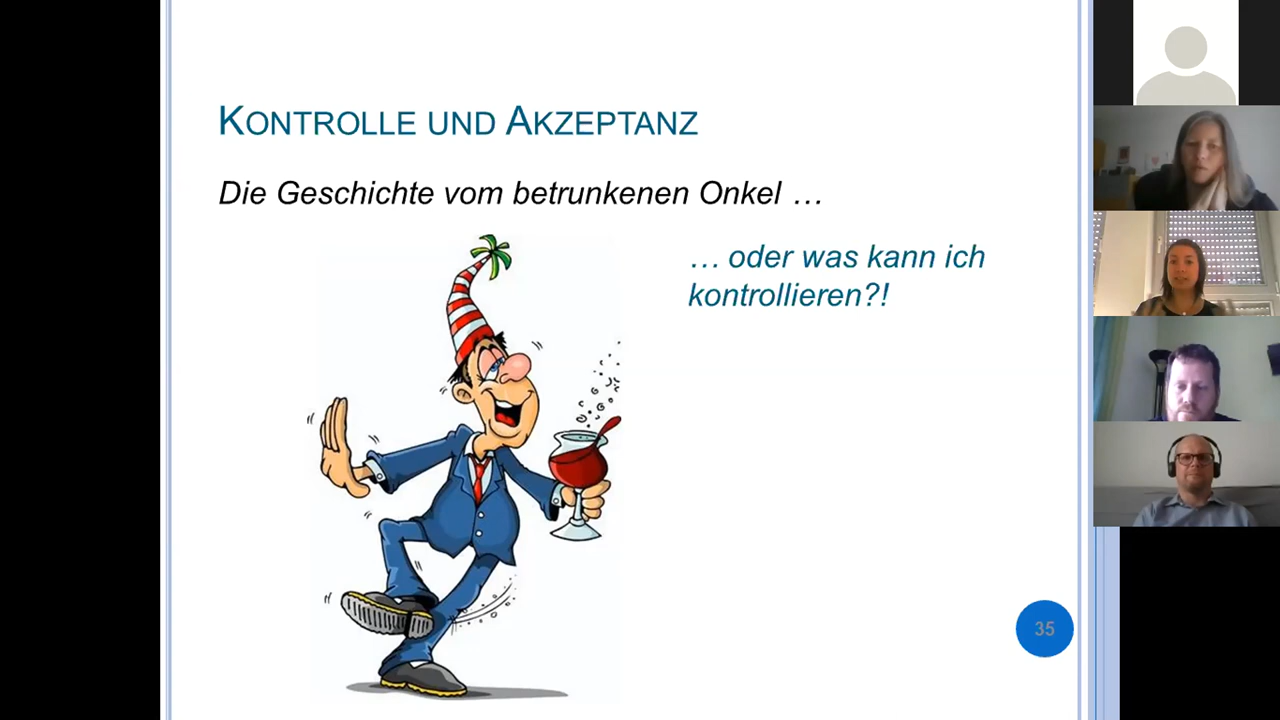 KONTROLLE UND AKZEPTANZ
Die Geschichte vom betrunkenen Onkel …
… oder was kann ich
kontrollieren?!
35